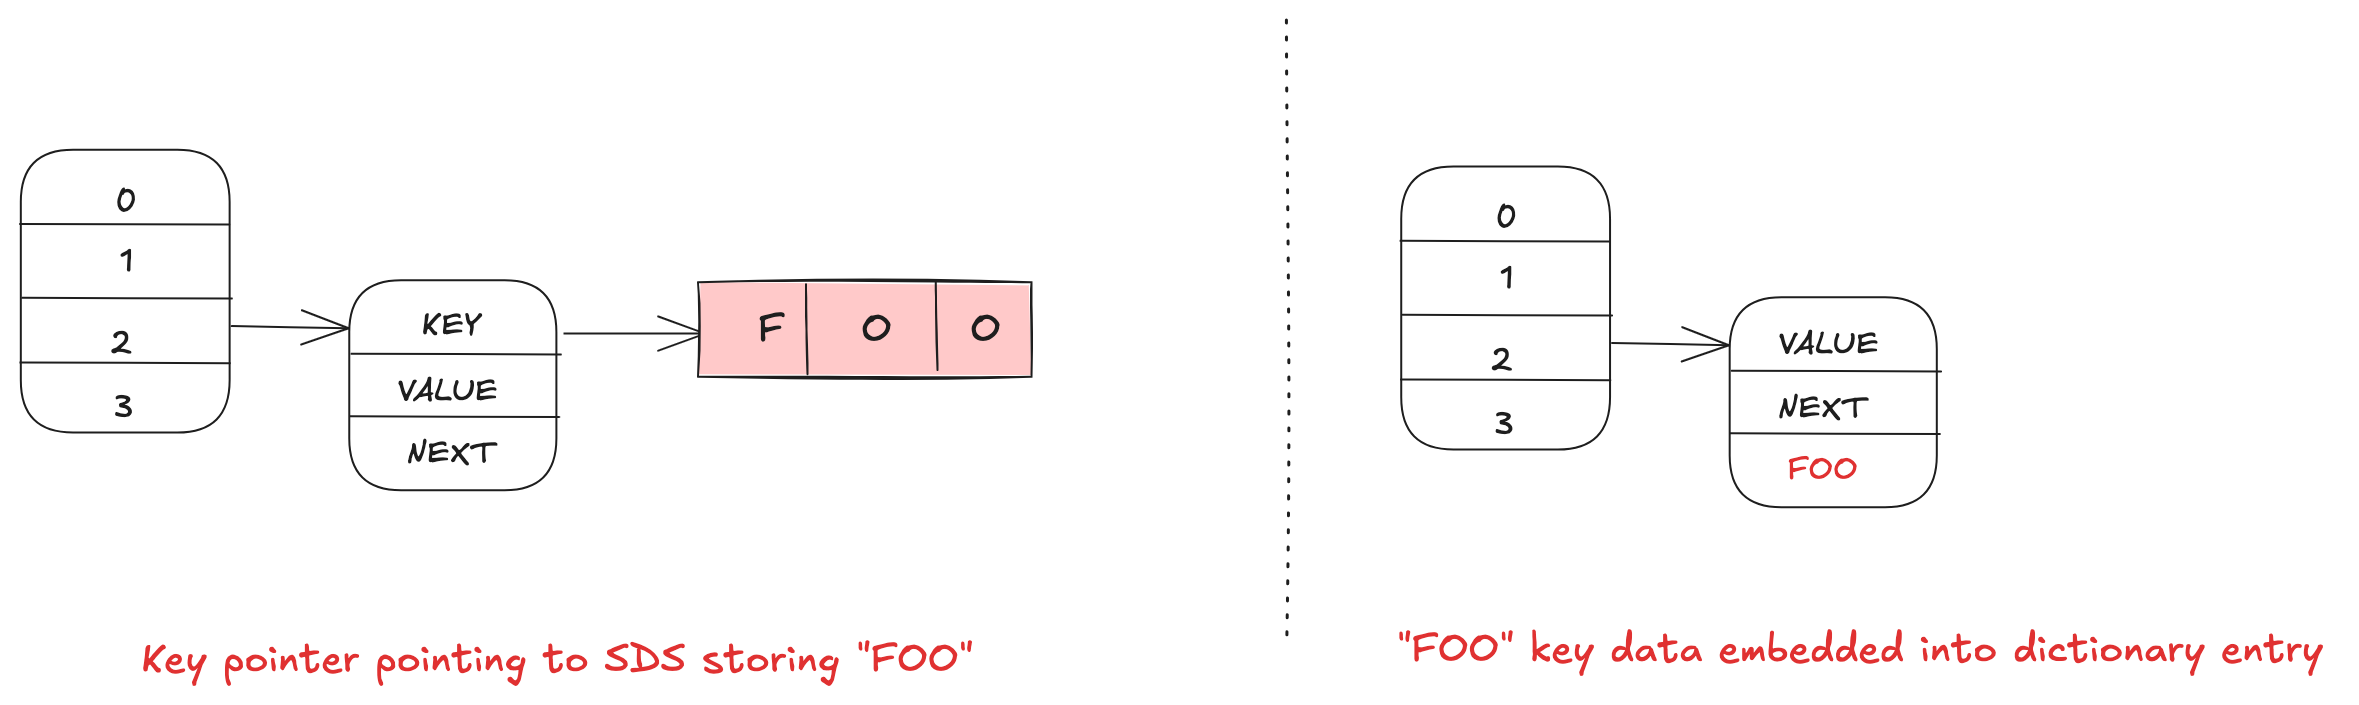 0
1
2
3
KEY
VALUE
NEXT
F O O
Key pointer pointing to SDS storing "FOO"
0
1
2
3
VALUE
NEXT
FOO
"FOO" key data embedded into dictionary entry